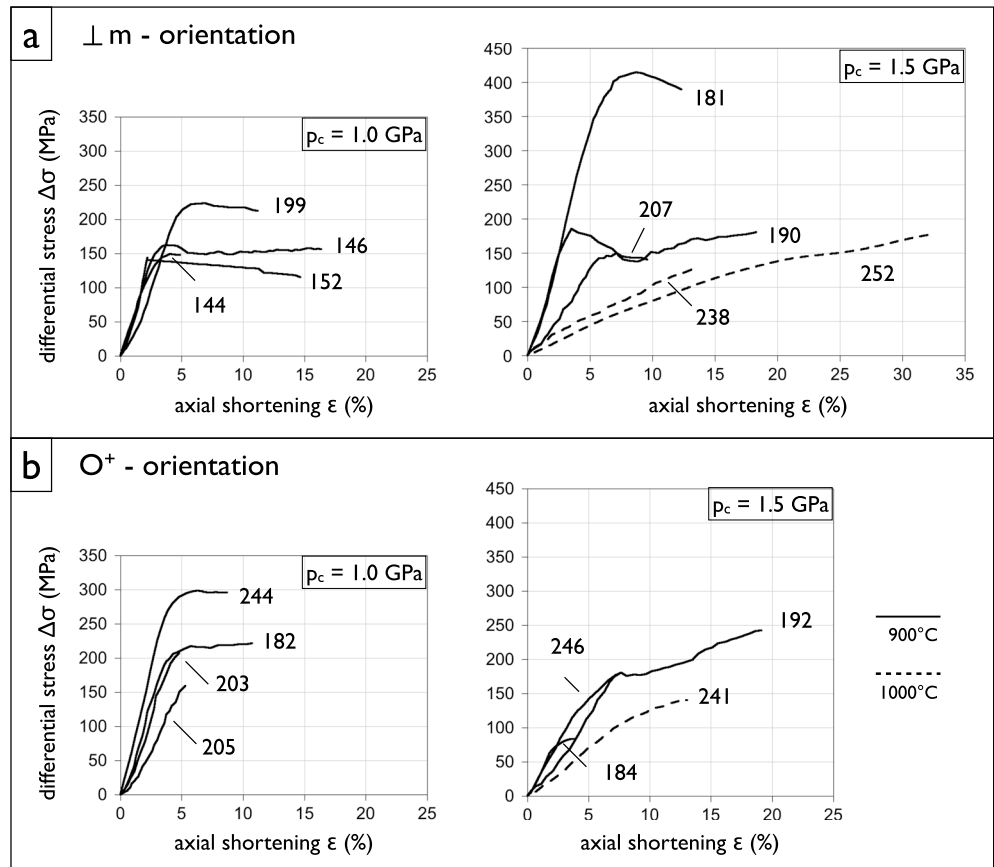 a
⊥m - orientation
differential stress Δσ (MPa)
350
300
250
200
150
100
50
0
pc = 1.0 GPa
199
146
152
144
0 5 10 15 20 25
axial shortening ε (%)
450
400
350
300
250
200
150
100
50
0
pc = 1.5 GPa
181
207
190
252
238
0 5 10 15 20 25 30 35
axial shortening ε (%)
b
O⁺ - orientation
differential stress Δσ (MPa)
350
300
250
200
150
100
50
0
pc = 1.0 GPa
244
182
203
205
0 5 10 15 20 25
axial shortening ε (%)
450
400
350
300
250
200
150
100
50
0
pc = 1.5 GPa
192
246
241
184
0 5 10 15 20 25
axial shortening ε (%)
900°C
1000°C